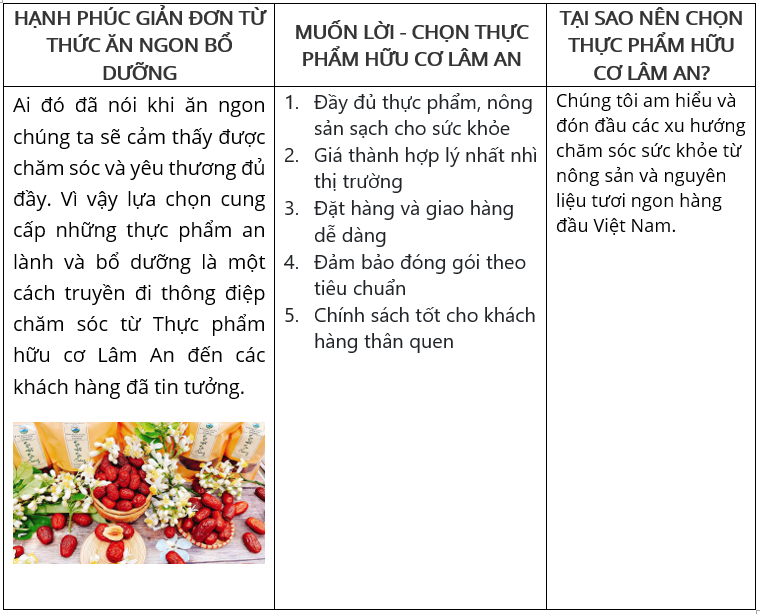 HẠNH PHÚC GIẢN ĐƠN TỪ
THỨC ĂN NGON BỔ
DƯỠNG
Ai đó đã nói khi ăn ngon
chúng ta sẽ cảm thấy được
chăm sóc và yêu thương đủ
đầy. Vì vậy lựa chọn cung
cấp những thực phẩm an
lành và bổ dưỡng là một
cách truyền đi thông điệp
chăm sóc từ Thực phẩm
hữu cơ Lâm An đến các
khách hàng đã tin tưởng.
MUỐN LỜI - CHỌN THỰC
PHẨM HỮU CƠ LÂM AN
1. Đầy đủ thực phẩm, nông
sản sạch cho sức khỏe
2. Giá thành hợp lý nhất nhì
thị trường
3. Đặt hàng và giao hàng
dễ dàng
4. Đảm bảo đóng gói theo
tiêu chuẩn
5. Chính sách tốt cho khách
hàng thân quen
TẠI SAO NÊN CHỌN
THỰC PHẨM HỮU
CƠ LÂM AN?
Chúng tôi am hiểu và
đón đầu các xu hướng
chăm sóc sức khỏe từ
nông sản và nguyên
liệu tươi ngon hàng
đầu Việt Nam.